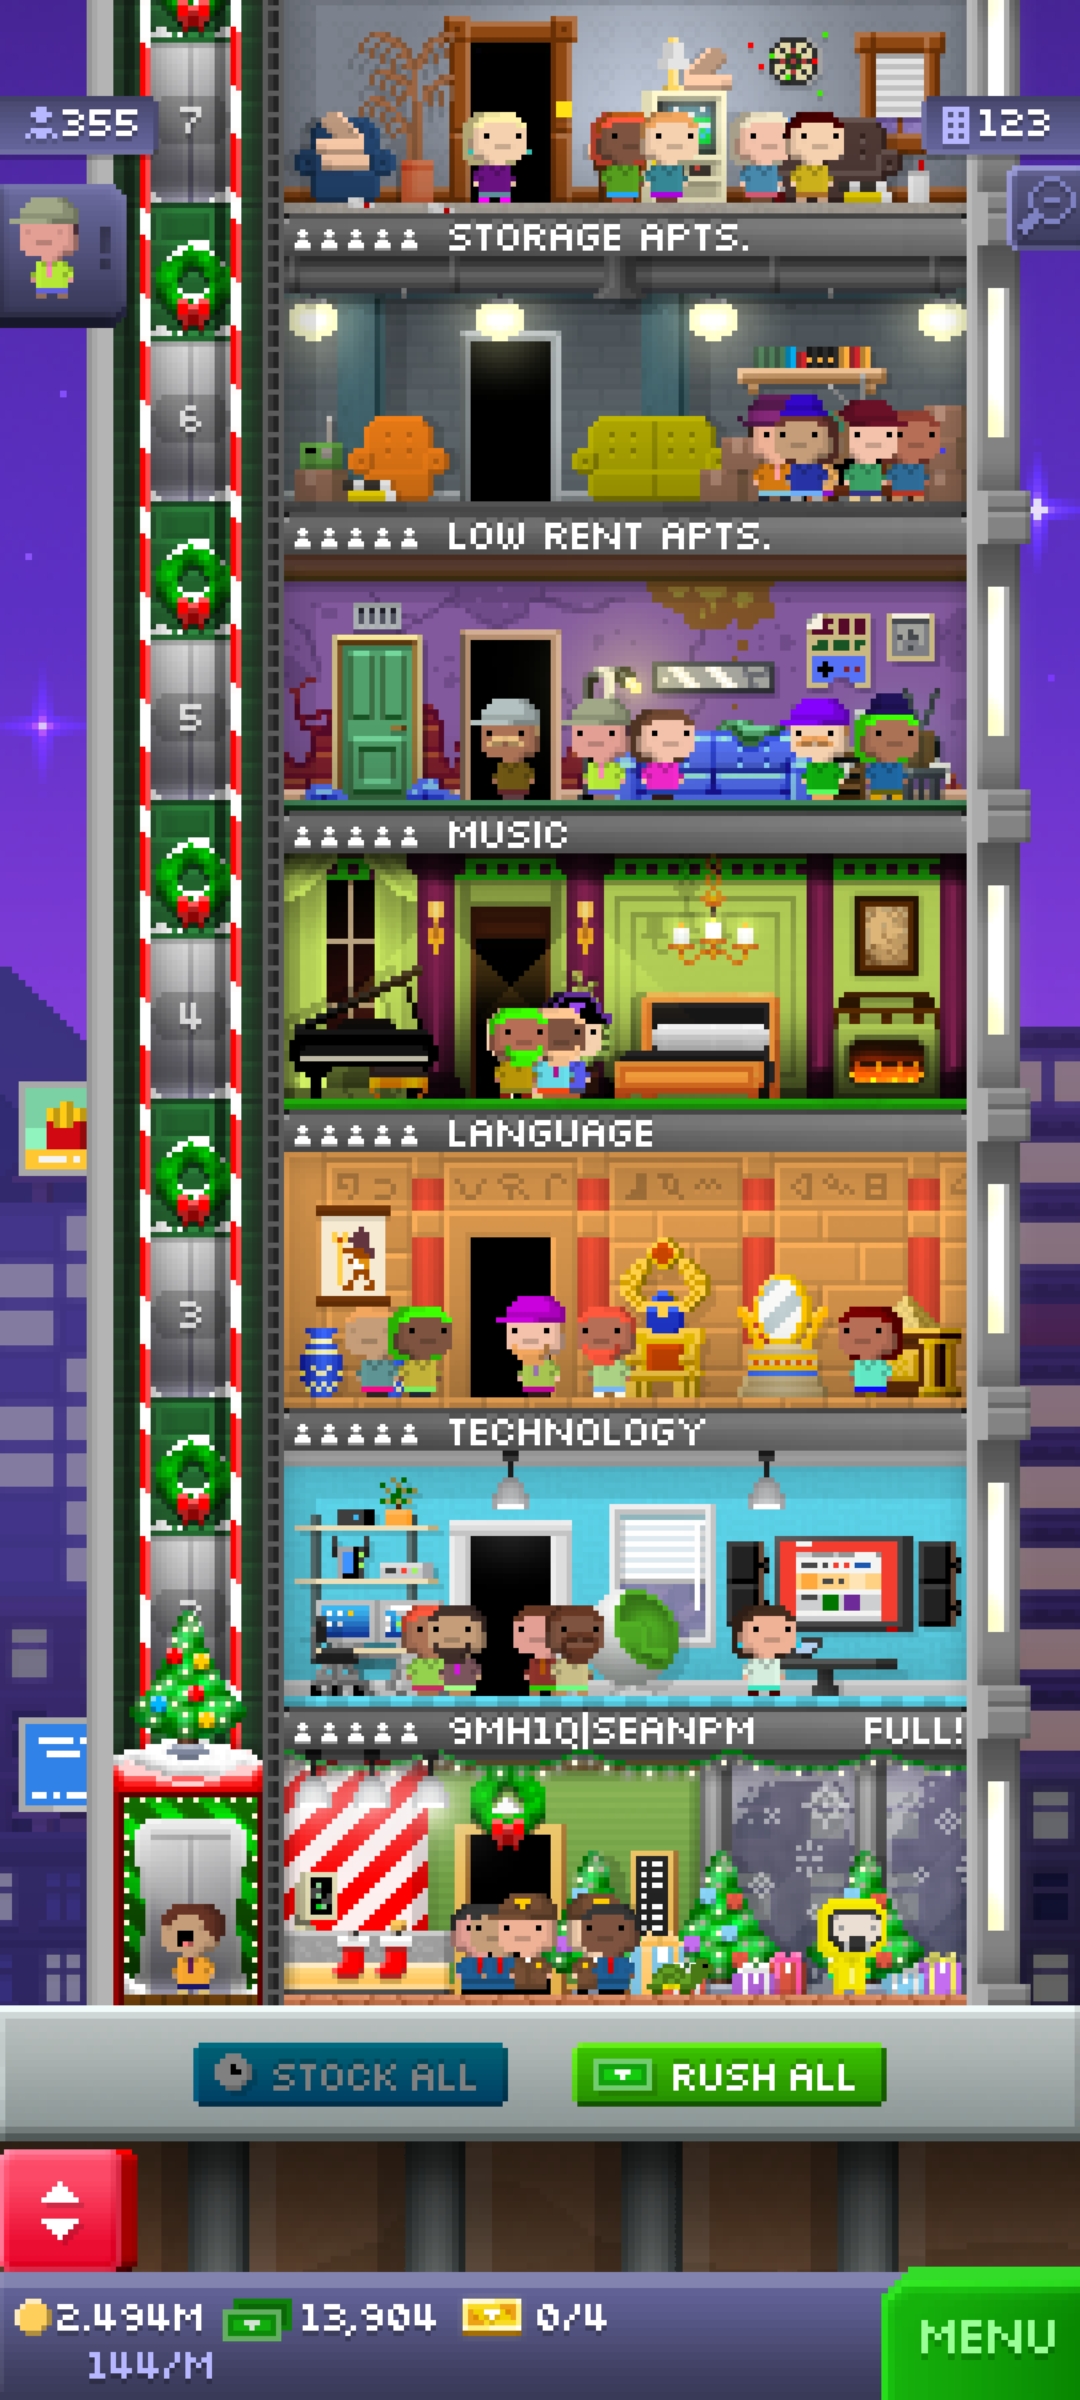 7
355
123
STORAGE APTS.
6
LOW RENT APTS.
5
MUSIC
4
LANGUAGE
3
TECHNOLOGY
9MH1Q|SEANPM FULL!
STOCK ALL
RUSH ALL
2.494M 13,904 0/4
144/M
MENU